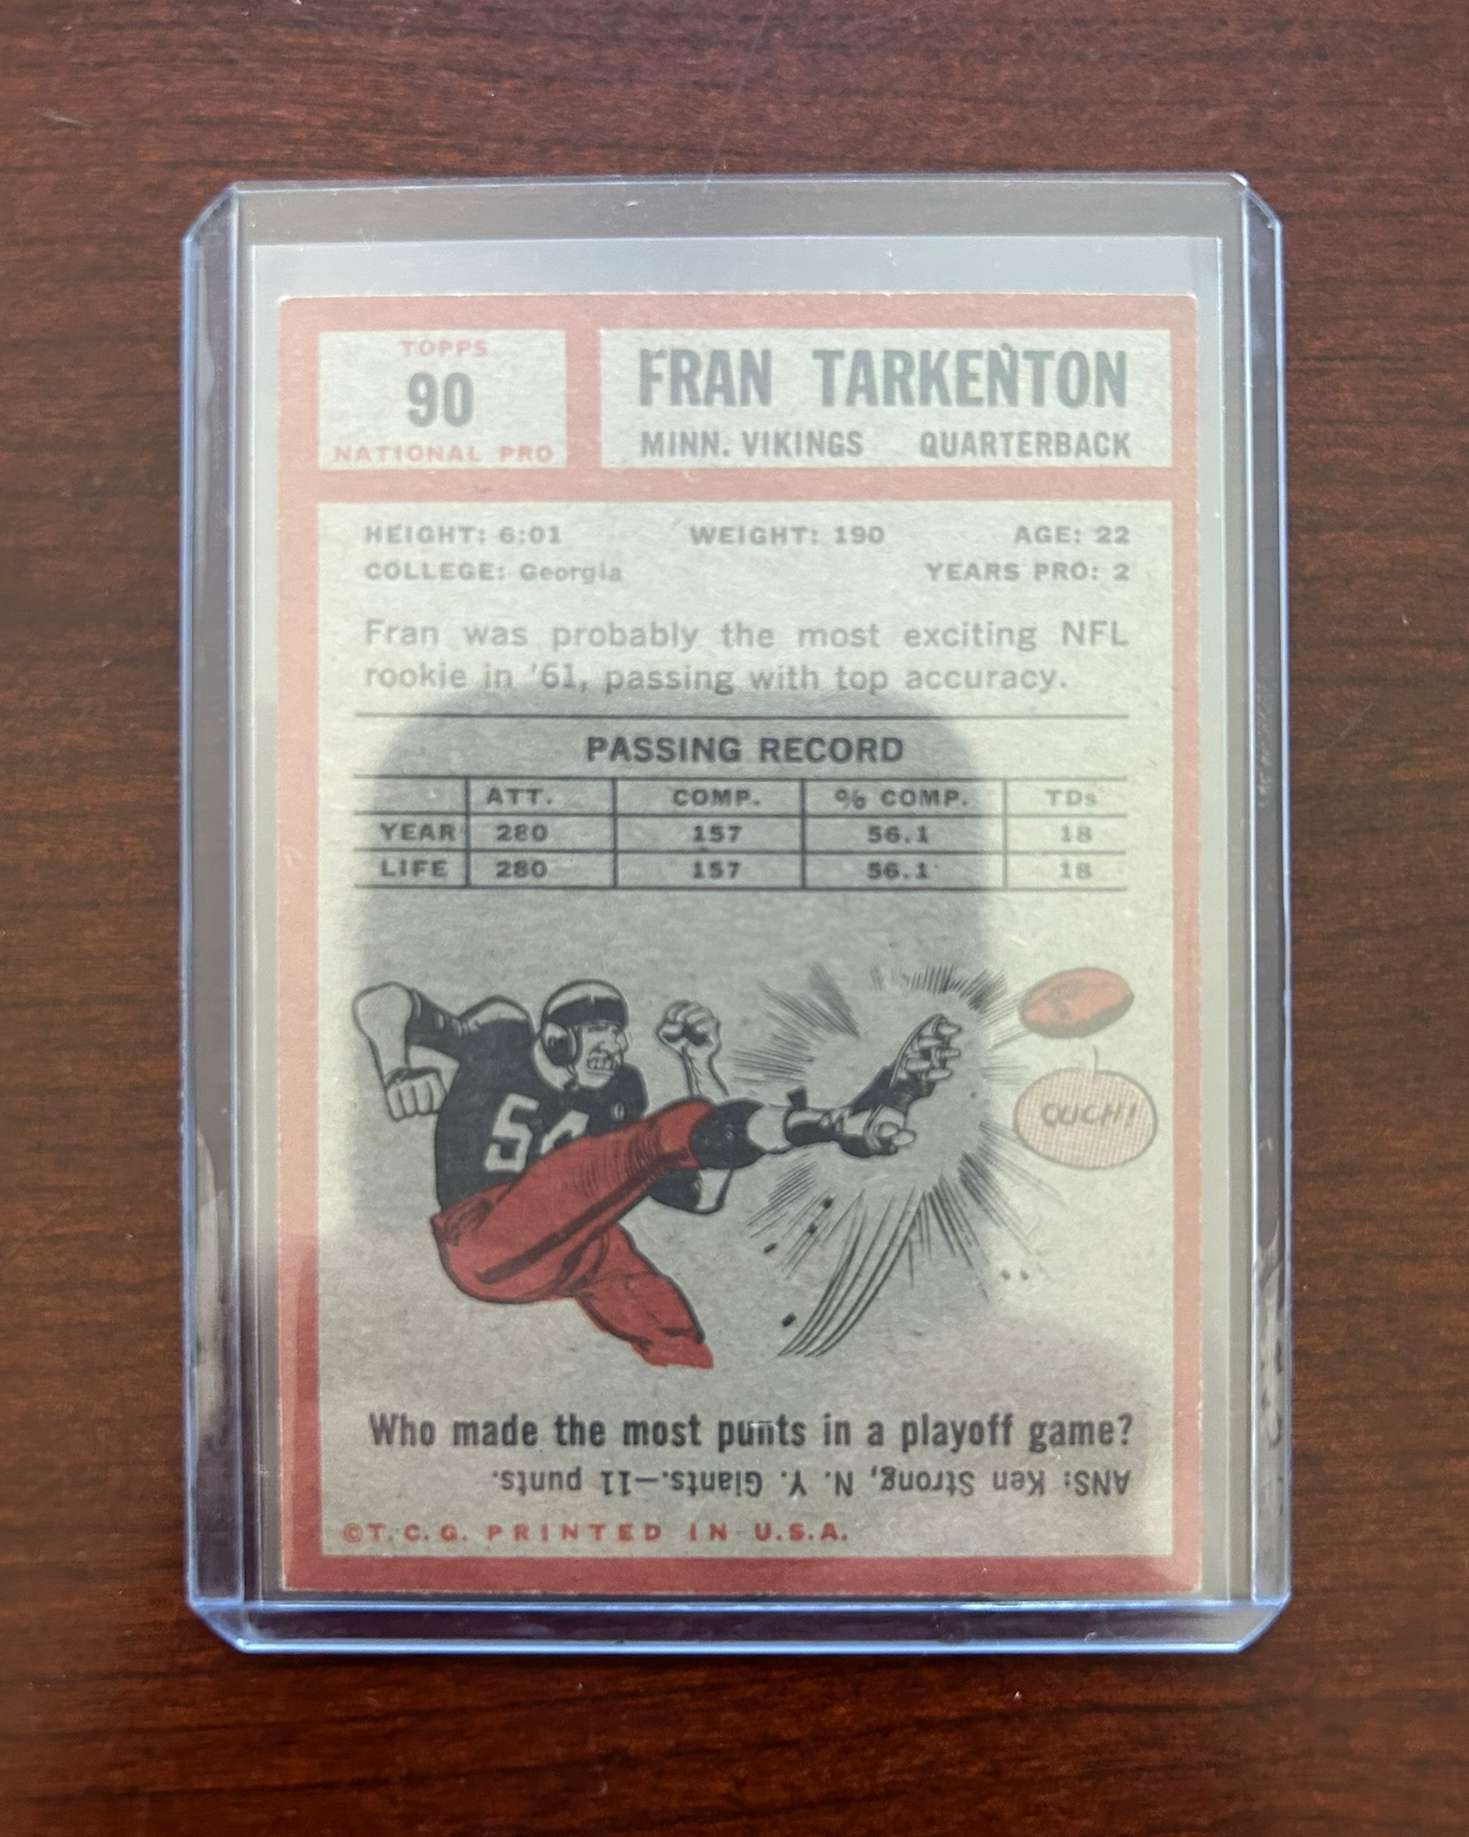 TOPPS
90
NATIONAL PRO
FRAN TARKENTON
MINN. VIKINGS QUARTERBACK
HEIGHT: 6:01 WEIGHT: 190 AGE: 22
COLLEGE: Georgia YEARS PRO: 2
Fran was probably the most exciting NFL
rookie in '61, passing with top accuracy.
PASSING RECORD
ATT. COMP. % COMP. TDs
YEAR 280 157 56.1 18
LIFE 280 157 56.1 18
54
OUCH!
Who made the most punts in a playoff game?
ANS: Ken Strong, N. Y. Giants.—11 punts.
©T. C. G. PRINTED IN U.S.A.